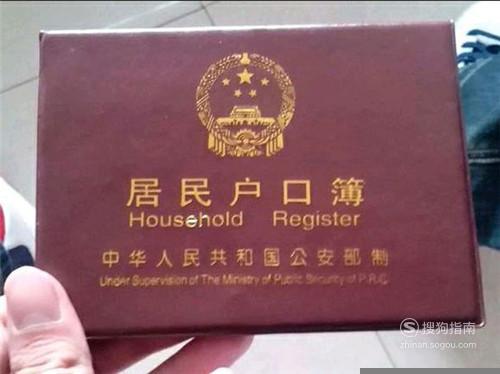 居民户口簿
Household Register
中华人民共和国公安部制
Under Supervision of The Ministry of Public Security of P.R.C
搜狗指南
zhinan.sogou.com